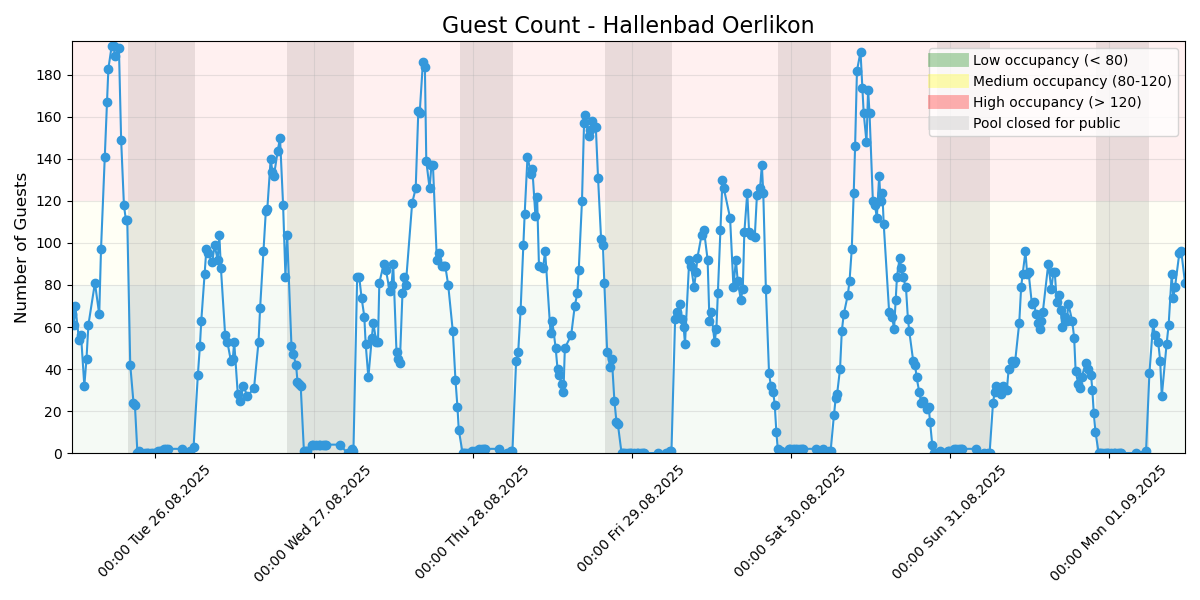 Guest Count - Hallenbad Oerlikon
Number of Guests
180
160
140
120
100
80
60
40
20
0
Low occupancy (< 80)
Medium occupancy (80-120)
High occupancy (> 120)
Pool closed for public
00:00 Tue 26.08.2025
00:00 Wed 27.08.2025
00:00 Thu 28.08.2025
00:00 Fri 29.08.2025
00:00 Sat 30.08.2025
00:00 Sun 31.08.2025
00:00 Mon 01.09.2025